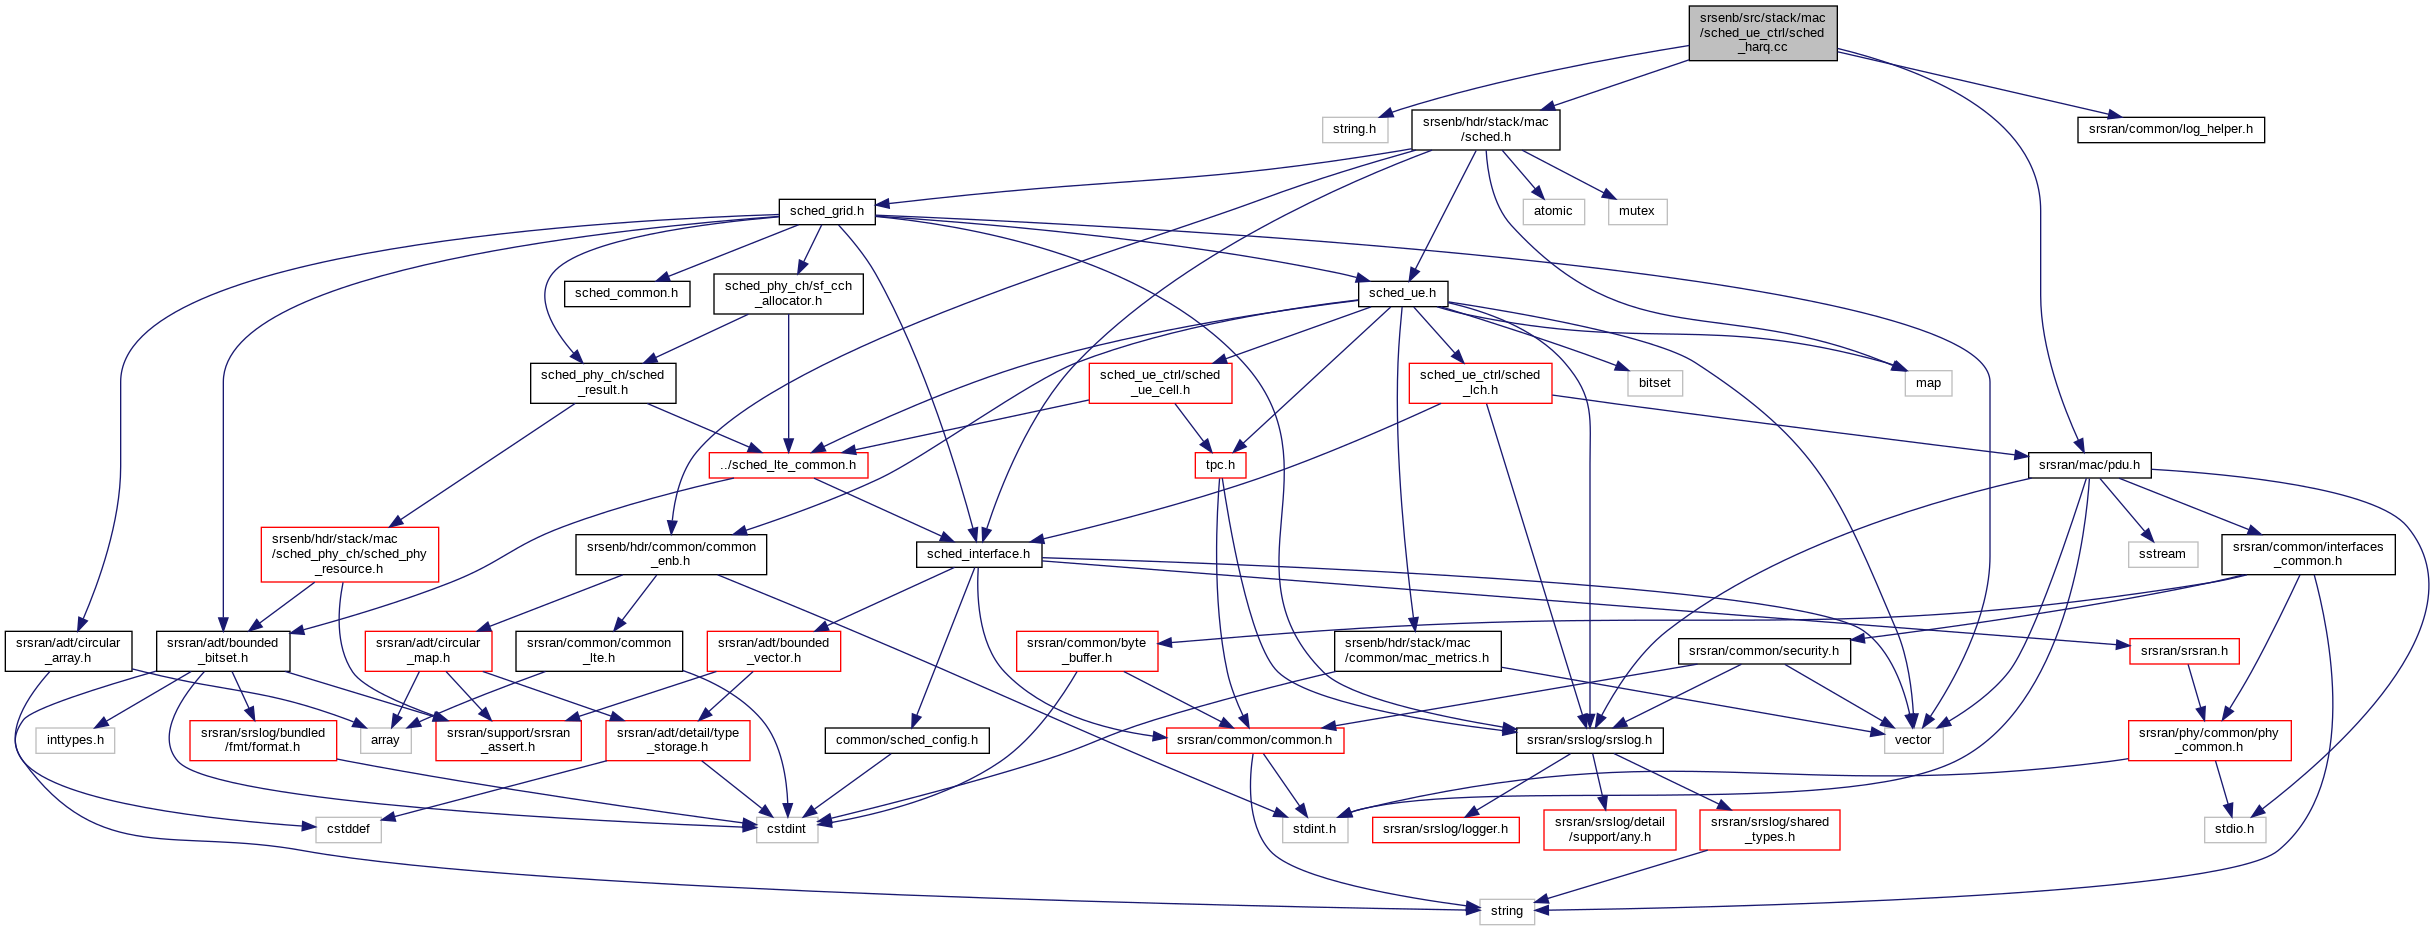 srsenb/src/stack/mac
/sched_ue_ctrl/sched
_harq.cc
string.h
srsenb/hdr/stack/mac
/sched.h
srsran/common/log_helper.h
sched_grid.h
atomic
mutex
sched_common.h
sched_phy_ch/sf_cch
_allocator.h
sched_ue.h
sched_phy_ch/sched
_result.h
sched_ue_ctrl/sched
_ue_cell.h
sched_ue_ctrl/sched
_lch.h
bitset
map
../sched_lte_common.h
tpc.h
srsran/mac/pdu.h
srsenb/hdr/stack/mac
/sched_phy_ch/sched_phy
_resource.h
srsenb/hdr/common/common
_enb.h
sched_interface.h
sstream
srsran/common/interfaces
_common.h
srsran/adt/circular
_array.h
srsran/adt/bounded
_bitset.h
srsran/adt/circular
_map.h
srsran/common/common
_lte.h
srsran/adt/bounded
_vector.h
srsran/common/byte
_buffer.h
srsenb/hdr/stack/mac
/common/mac_metrics.h
srsran/common/security.h
srsran/srsran.h
inttypes.h
srsran/srslog/bundled
/fmt/format.h
array
srsran/support/srsran
_assert.h
srsran/adt/detail/type
_storage.h
common/sched_config.h
srsran/common/common.h
srsran/srslog/srslog.h
vector
srsran/phy/common/phy
_common.h
cstddef
cstdint
stdint.h
srsran/srslog/logger.h
srsran/srslog/detail
/support/any.h
srsran/srslog/shared
_types.h
stdio.h
string